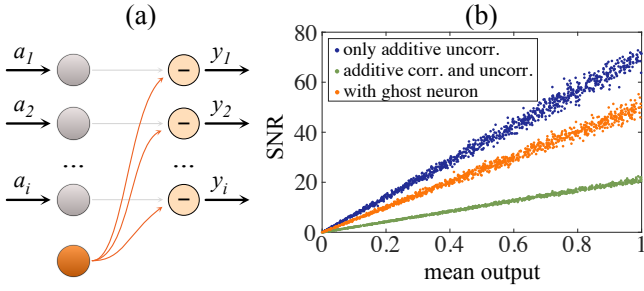 (a)
a1 y1
a2 y2
... ...
ai yi
− − −
(b)
only additive uncorr.
additive corr. and uncorr.
with ghost neuron
SNR
80
60
40
20
0
0 0.2 0.4 0.6 0.8 1
mean output